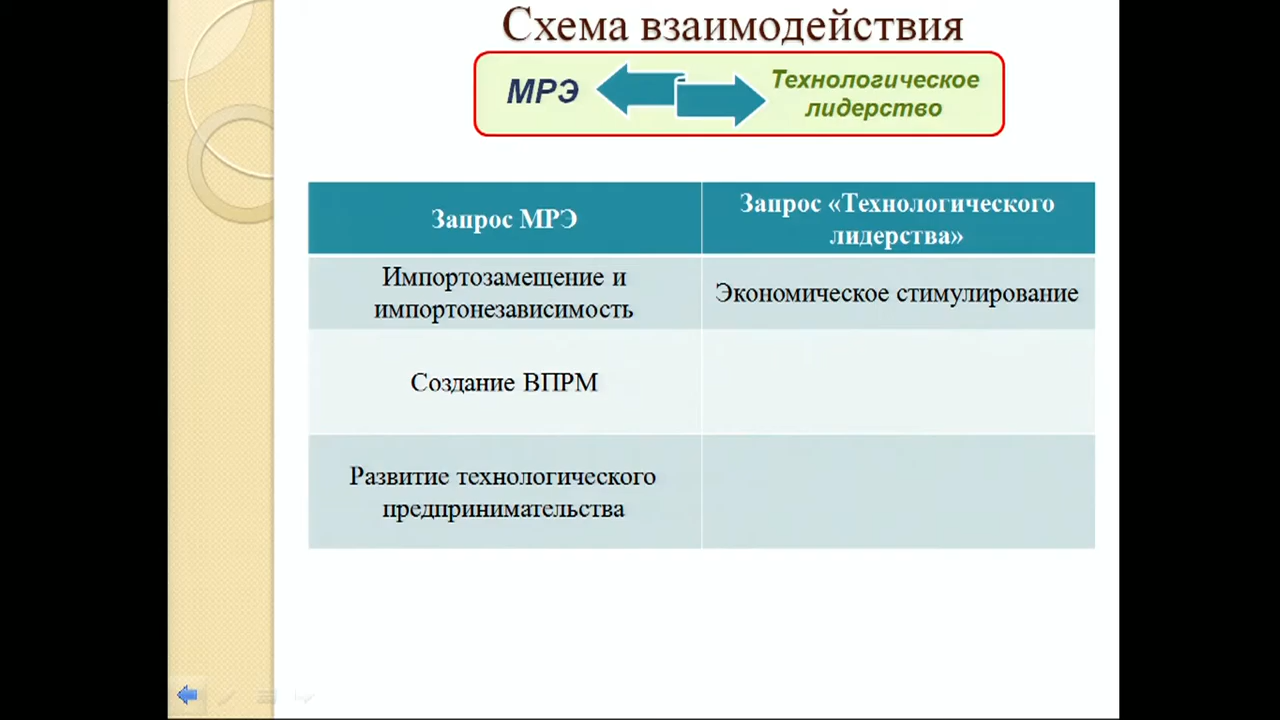 Схема взаимодействия
МРЭ
Технологическое
лидерство
Запрос МРЭ
Запрос «Технологического
лидерства»
Импортозамещение и
импортонезависимость
Экономическое стимулирование
Создание ВПРМ
Развитие технологического
предпринимательства